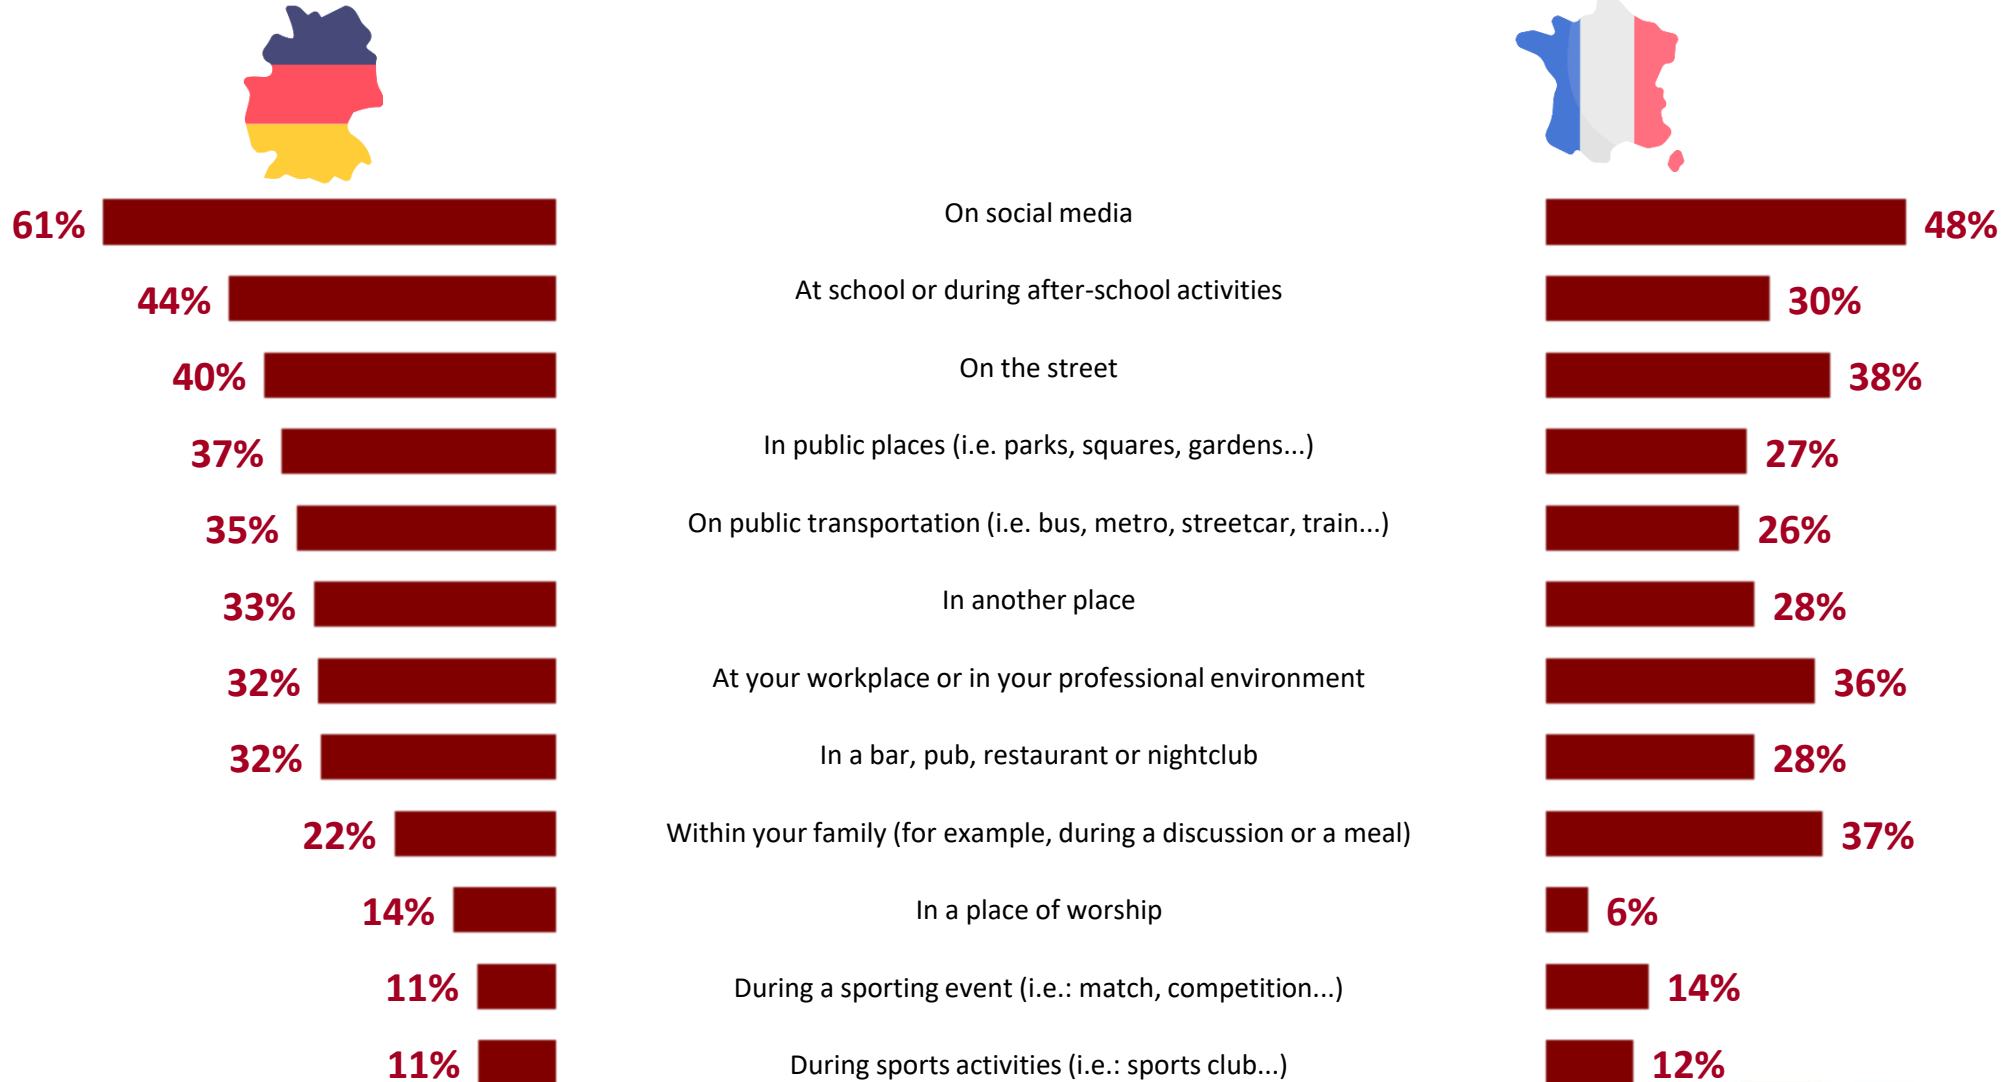 61% On social media 48%
44% At school or during after-school activities 30%
40% On the street 38%
37% In public places (i.e. parks, squares, gardens...) 27%
35% On public transportation (i.e. bus, metro, streetcar, train...) 26%
33% In another place 28%
32% At your workplace or in your professional environment 36%
32% In a bar, pub, restaurant or nightclub 28%
22% Within your family (for example, during a discussion or a meal) 37%
14% In a place of worship 6%
11% During a sporting event (i.e.: match, competition...) 14%
11% During sports activities (i.e.: sports club...) 12%